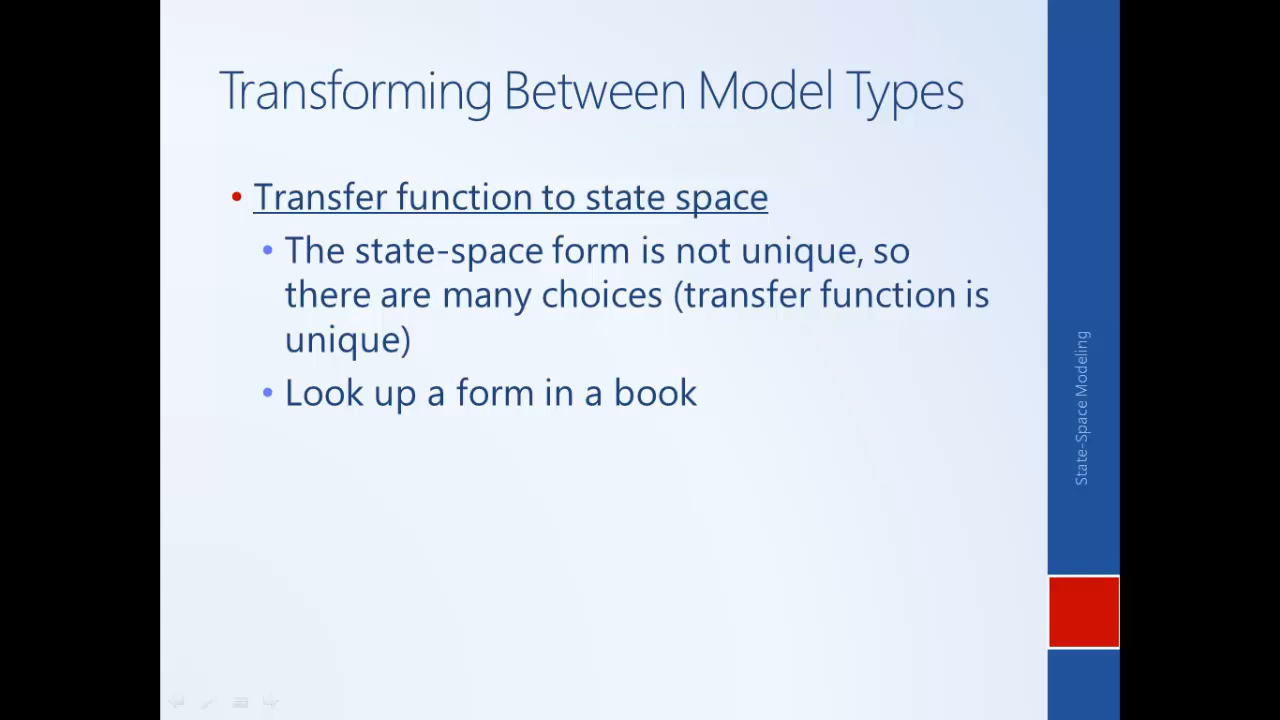 Transforming Between Model Types
• Transfer function to state space
• The state-space form is not unique, so
there are many choices (transfer function is
unique)
• Look up a form in a book
State-Space Modeling